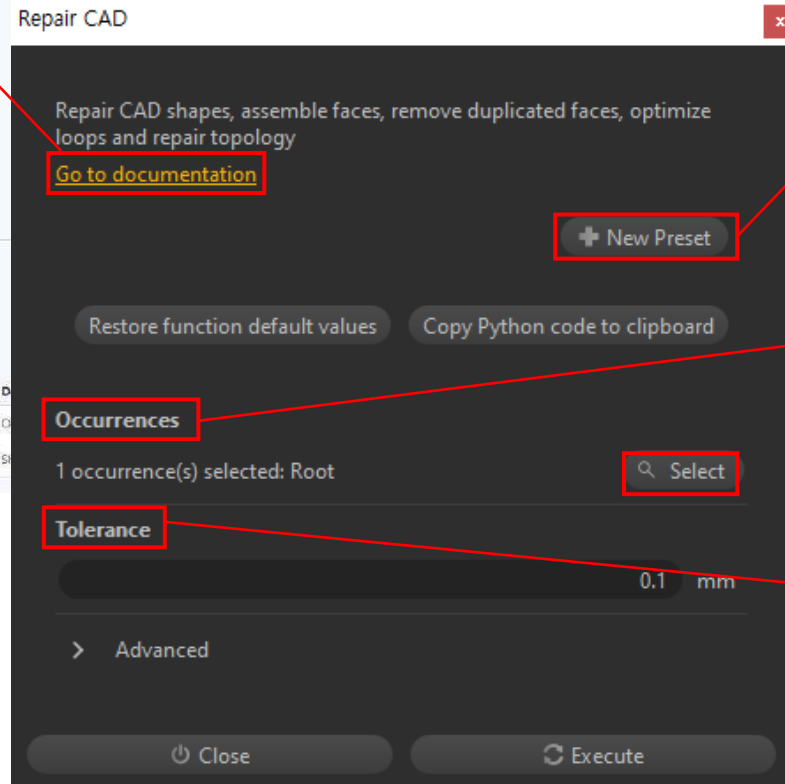 Repair CAD
x
Repair CAD shapes, assemble faces, remove duplicated faces, optimize
loops and repair topology
Go to documentation
New Preset
Restore function default values
Copy Python code to clipboard
Occurrences
1 occurrence(s) selected: Root
Select
Tolerance
0.1 mm
Advanced
Close
Execute